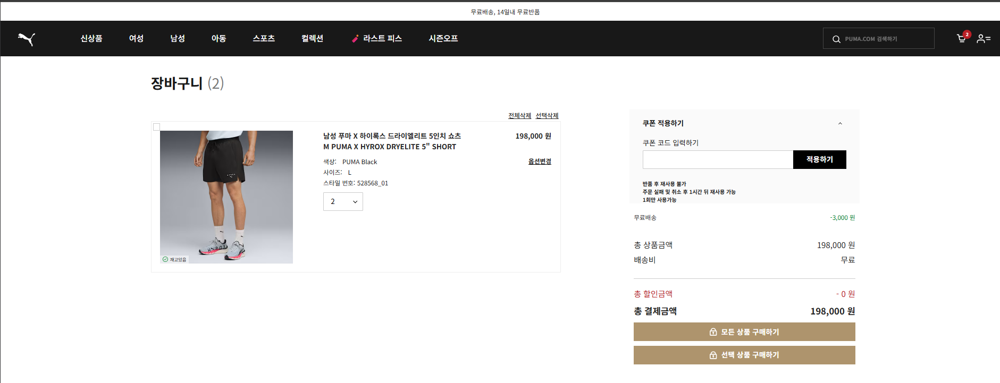 무료배송, 14일내 무료반품
신상품 여성 남성 아동 스포츠 컬렉션 라스트 피스 시즌오프
PUMA.COM 검색하기
2
장바구니 (2)
전체삭제 선택삭제
남성 푸마 X 하이록스 드라이엘리트 5인치 쇼츠
M PUMA X HYROX DRYELITE 5" SHORT
198,000 원
색상: PUMA Black
옵션변경
사이즈: L
스타일 번호: 528568_01
2
HYROX
HYROX
재고있음
쿠폰 적용하기
쿠폰 코드 입력하기
적용하기
반품 후 재사용 불가
주문 실패 및 취소 후 1시간 뒤 재사용 가능
1회만 사용가능
무료배송 -3,000 원
총 상품금액 198,000 원
배송비 무료
총 할인금액 - 0 원
총 결제금액 198,000 원
모든 상품 구매하기
선택 상품 구매하기